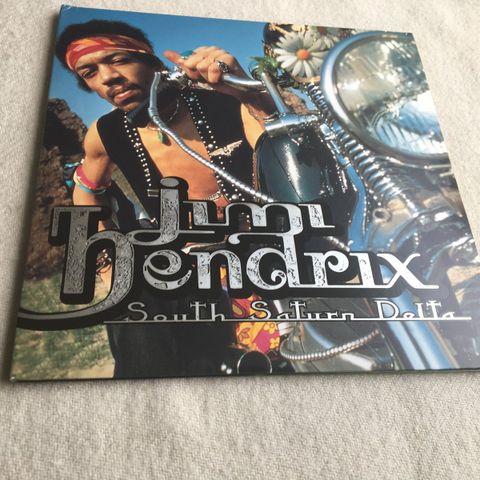 jimi
hendrix
South Saturn Delta